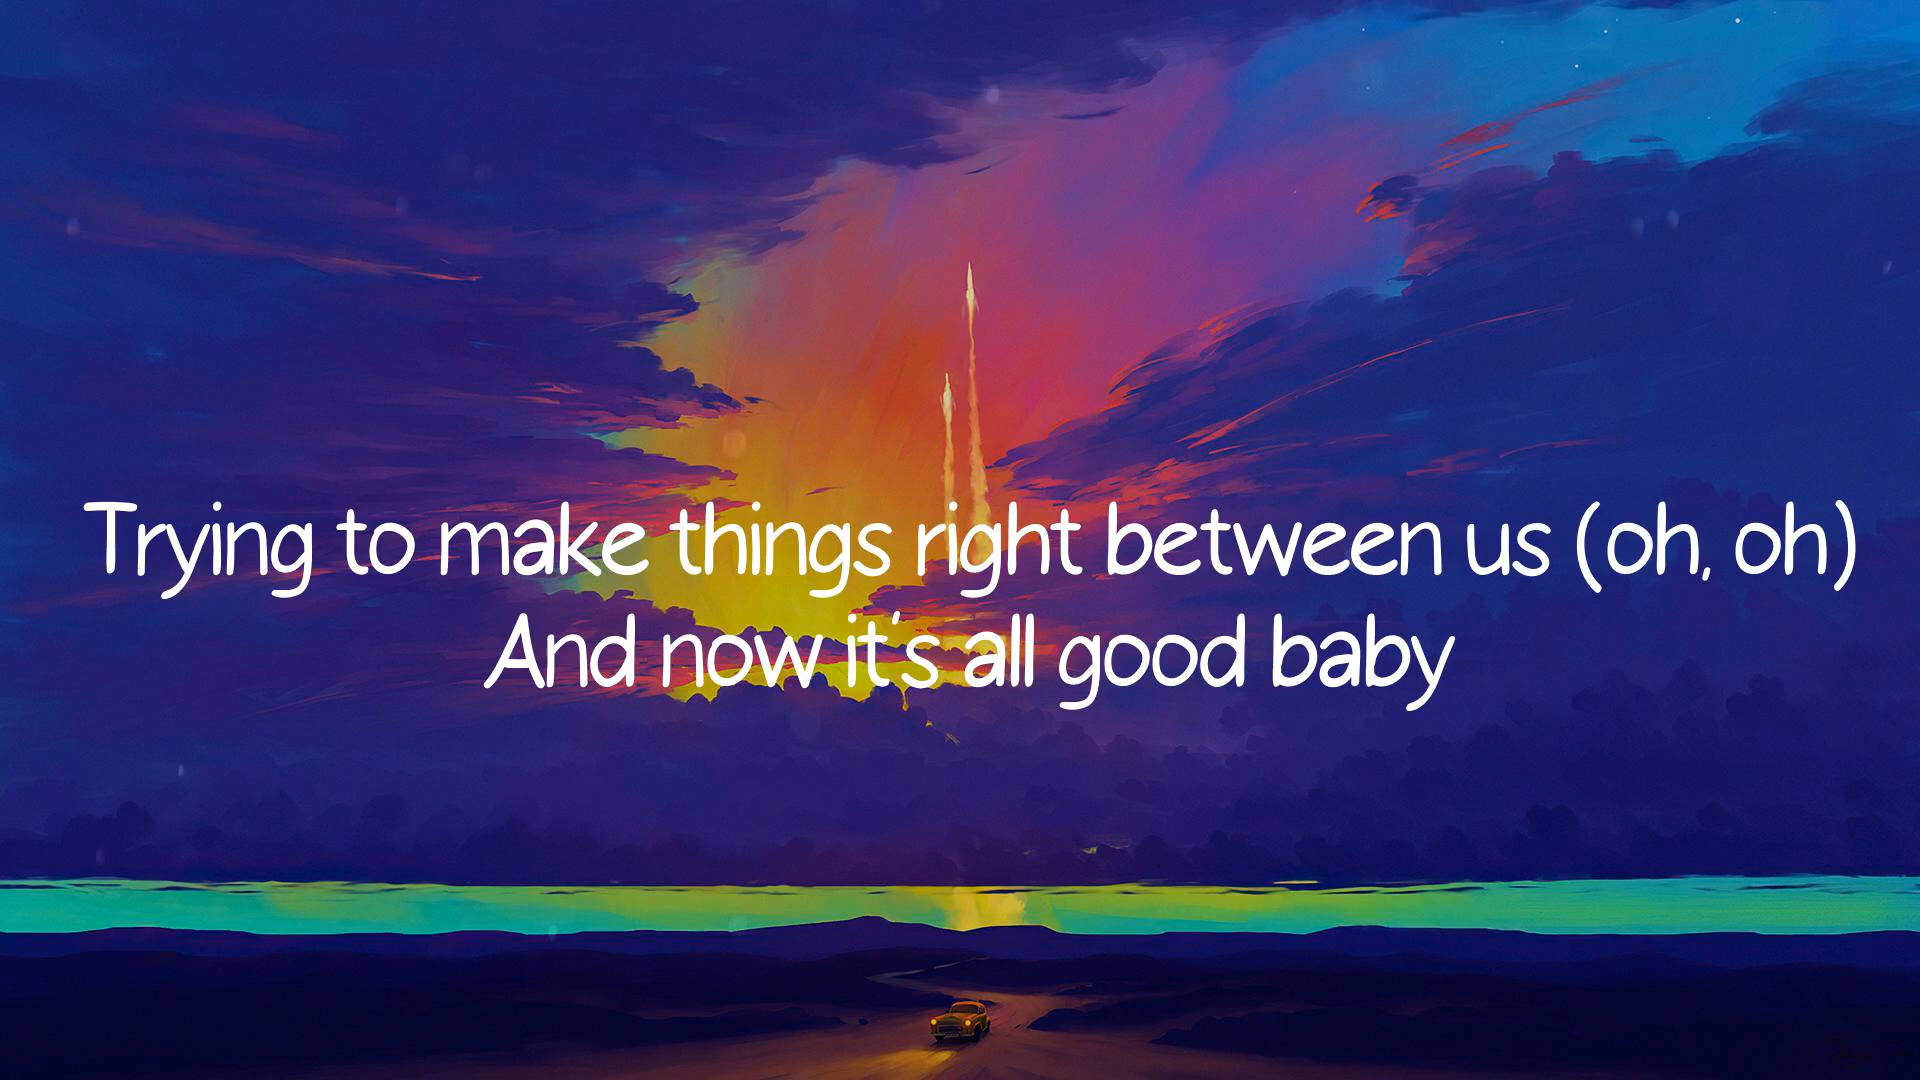 Trying to make things right between us (oh, oh)
And now it's all good baby